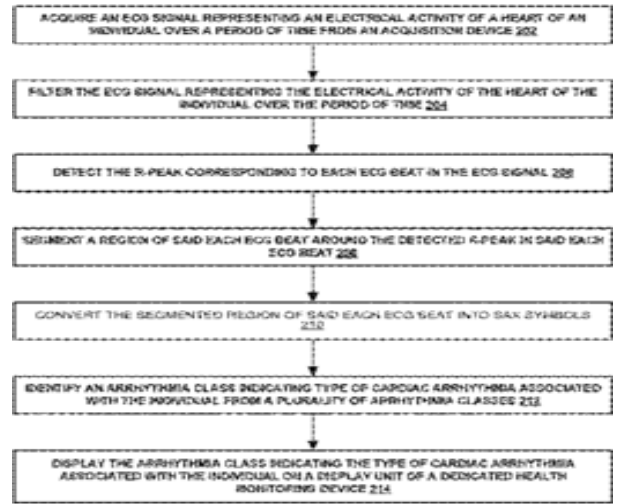 ACQUIRE AN ECG SIGNAL REPRESENTING AN ELECTRICAL ACTIVITY OF A HEART OF AN
INDIVIDUAL OVER A PERIOD OF TIME FROM AN ACQUISITION DEVICE 202
FILTER THE ECG SIGNAL REPRESENTING THE ELECTRICAL ACTIVITY OF THE HEART OF THE
INDIVIDUAL OVER THE PERIOD OF TIME 204
DETECT THE R-PEAK CORRESPONDING TO EACH ECG BEAT IN THE ECG SIGNAL 206
SEGMENT A REGION OF SAID EACH ECG BEAT AROUND THE DETECTED R-PEAK IN SAID EACH
ECG BEAT 208
CONVERT THE SEGMENTED REGION OF SAID EACH ECG BEAT INTO SAX SYMBOLS
210
IDENTIFY AN ARRHYTHMIA CLASS INDICATING TYPE OF CARDIAC ARRHYTHMIA ASSOCIATED
WITH THE INDIVIDUAL FROM A PLURALITY OF ARRHYTHMIA CLASSES 212
DISPLAY THE ARRHYTHMIA CLASS INDICATING THE TYPE OF CARDIAC ARRHYTHMIA
ASSOCIATED WITH THE INDIVIDUAL ON A DISPLAY UNIT OF A DEDICATED HEALTH
MONITORING DEVICE 214